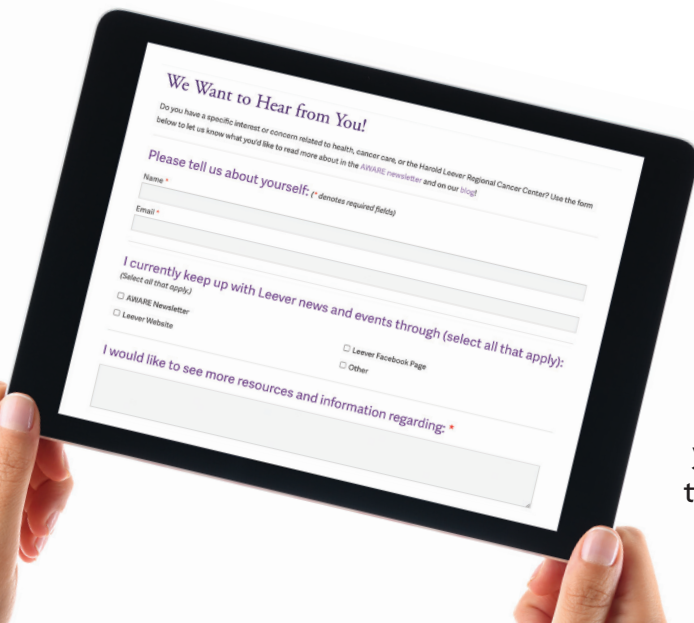 We Want to Hear from You!
Do you have a specific interest or concern related to health, cancer care, or the Harold Leever Regional Cancer Center? Use the form
below to let us know what you'd like to read more about in the AWARE newsletter and on our blog!
Please tell us about yourself: (* denotes required fields)
Name *
Email *
I currently keep up with Leever news and events through (select all that apply):
(Select all that apply.)
AWARE Newsletter
Leever Website
Leever Facebook Page
Other
I would like to see more resources and information regarding: *